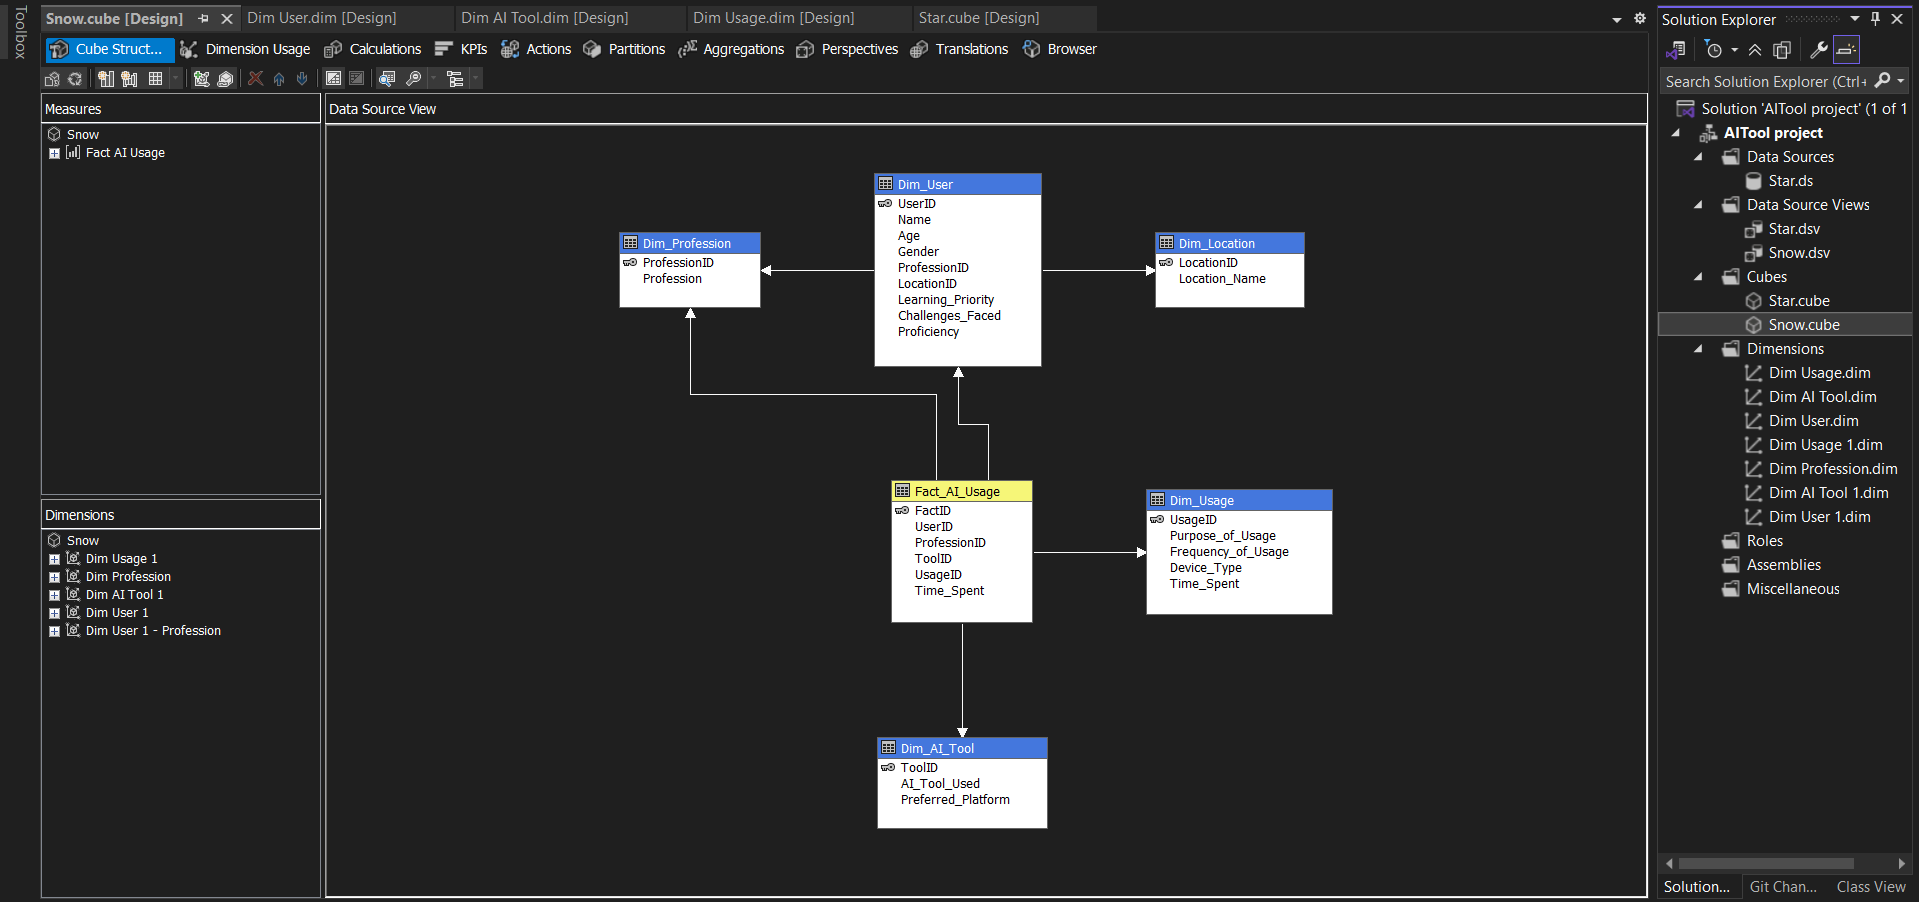 Toolbox
Snow.cube [Design]
Dim User.dim [Design]
Dim AI Tool.dim [Design]
Dim Usage.dim [Design]
Star.cube [Design]
Cube Struct...
Dimension Usage
Calculations
KPIs
Actions
Partitions
Aggregations
Perspectives
Translations
Browser
Measures
Snow
Fact AI Usage
Dimensions
Snow
Dim Usage 1
Dim Profession
Dim AI Tool 1
Dim User 1
Dim User 1 - Profession
Data Source View
Dim_User
UserID
Name
Age
Gender
ProfessionID
LocationID
Learning_Priority
Challenges_Faced
Proficiency
Dim_Profession
ProfessionID
Profession
Dim_Location
LocationID
Location_Name
Fact_AI_Usage
FactID
UserID
ProfessionID
ToolID
UsageID
Time_Spent
Dim_Usage
UsageID
Purpose_of_Usage
Frequency_of_Usage
Device_Type
Time_Spent
Dim_AI_Tool
ToolID
AI_Tool_Used
Preferred_Platform
Solution Explorer
Search Solution Explorer (Ctrl+
Solution 'AITool project' (1 of 1
AITool project
Data Sources
Star.ds
Data Source Views
Star.dsv
Snow.dsv
Cubes
Star.cube
Snow.cube
Dimensions
Dim Usage.dim
Dim AI Tool.dim
Dim User.dim
Dim Usage 1.dim
Dim Profession.dim
Dim AI Tool 1.dim
Dim User 1.dim
Roles
Assemblies
Miscellaneous
Solution...
Git Chan...
Class View